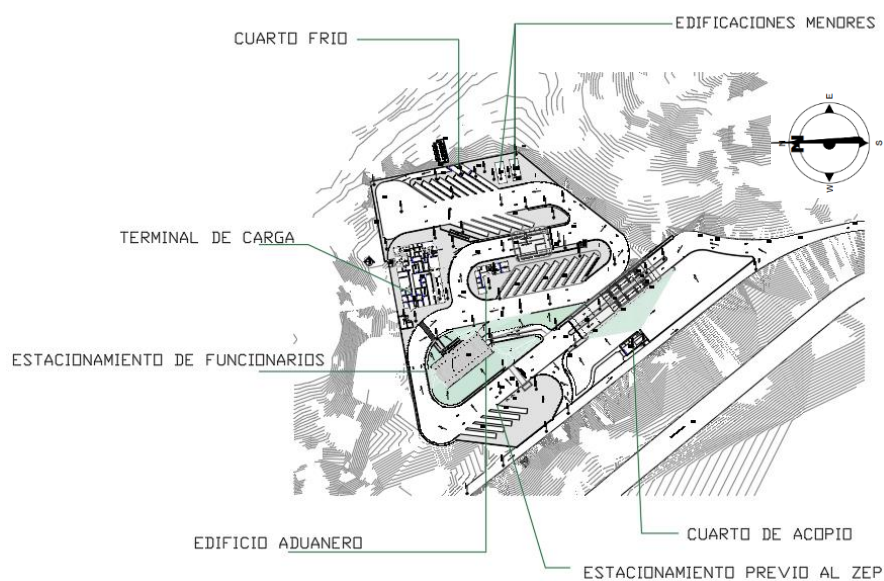 EDIFICACIONES MENORES
CUARTO FRIO
E
N
S
W
TERMINAL DE CARGA
ESTACIONAMIENTO DE FUNCIONARIOS
CUARTO DE ACOPIO
EDIFICIO ADUANERO
ESTACIONAMIENTO PREVIO AL ZEP